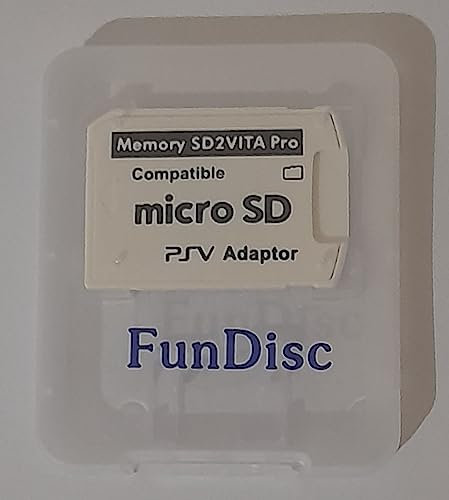 Memory SD2VITA Pro
Compatible
micro SD
PSV Adaptor
FunDisc